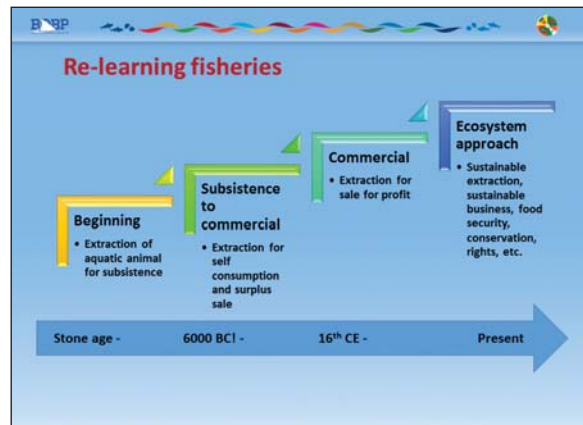 BOBP
Re-learning fisheries
Beginning
• Extraction of
aquatic animal
for subsistence
Subsistence
to
commercial
• Extraction for
self
consumption
and surplus
sale
Commercial
• Extraction for
sale for profit
Ecosystem
approach
• Sustainable
extraction,
sustainable
business, food
security,
conservation,
rights, etc.
Stone age -
6000 BC! -
16th CE -
Present